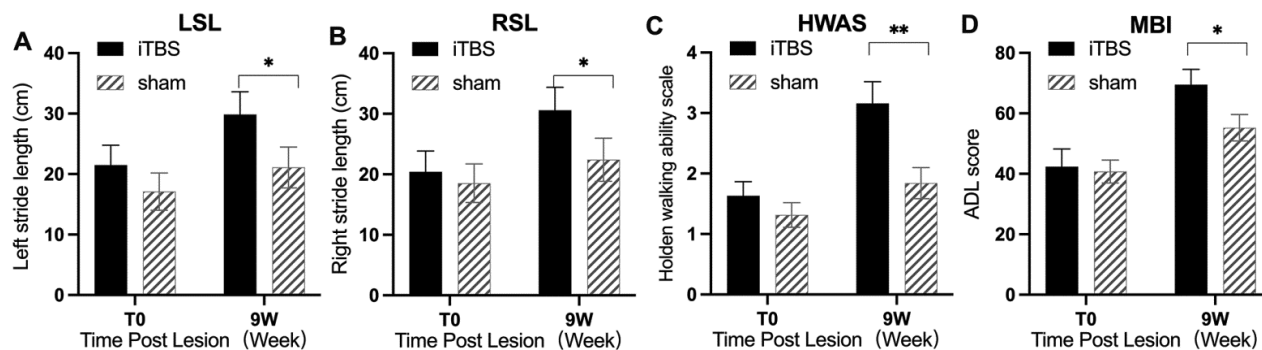 A
LSL
iTBS
sham
*
Left stride length (cm)
40
30
20
10
0
T0
9W
Time Post Lesion (Week)
B
RSL
iTBS
sham
*
Right stride length (cm)
40
30
20
10
0
T0
9W
Time Post Lesion (Week)
C
HWAS
iTBS
sham
**
Holden walking ability scale
4
3
2
1
0
T0
9W
Time Post Lesion (Week)
D
MBI
iTBS
sham
*
ADL score
80
60
40
20
0
T0
9W
Time Post Lesion (Week)